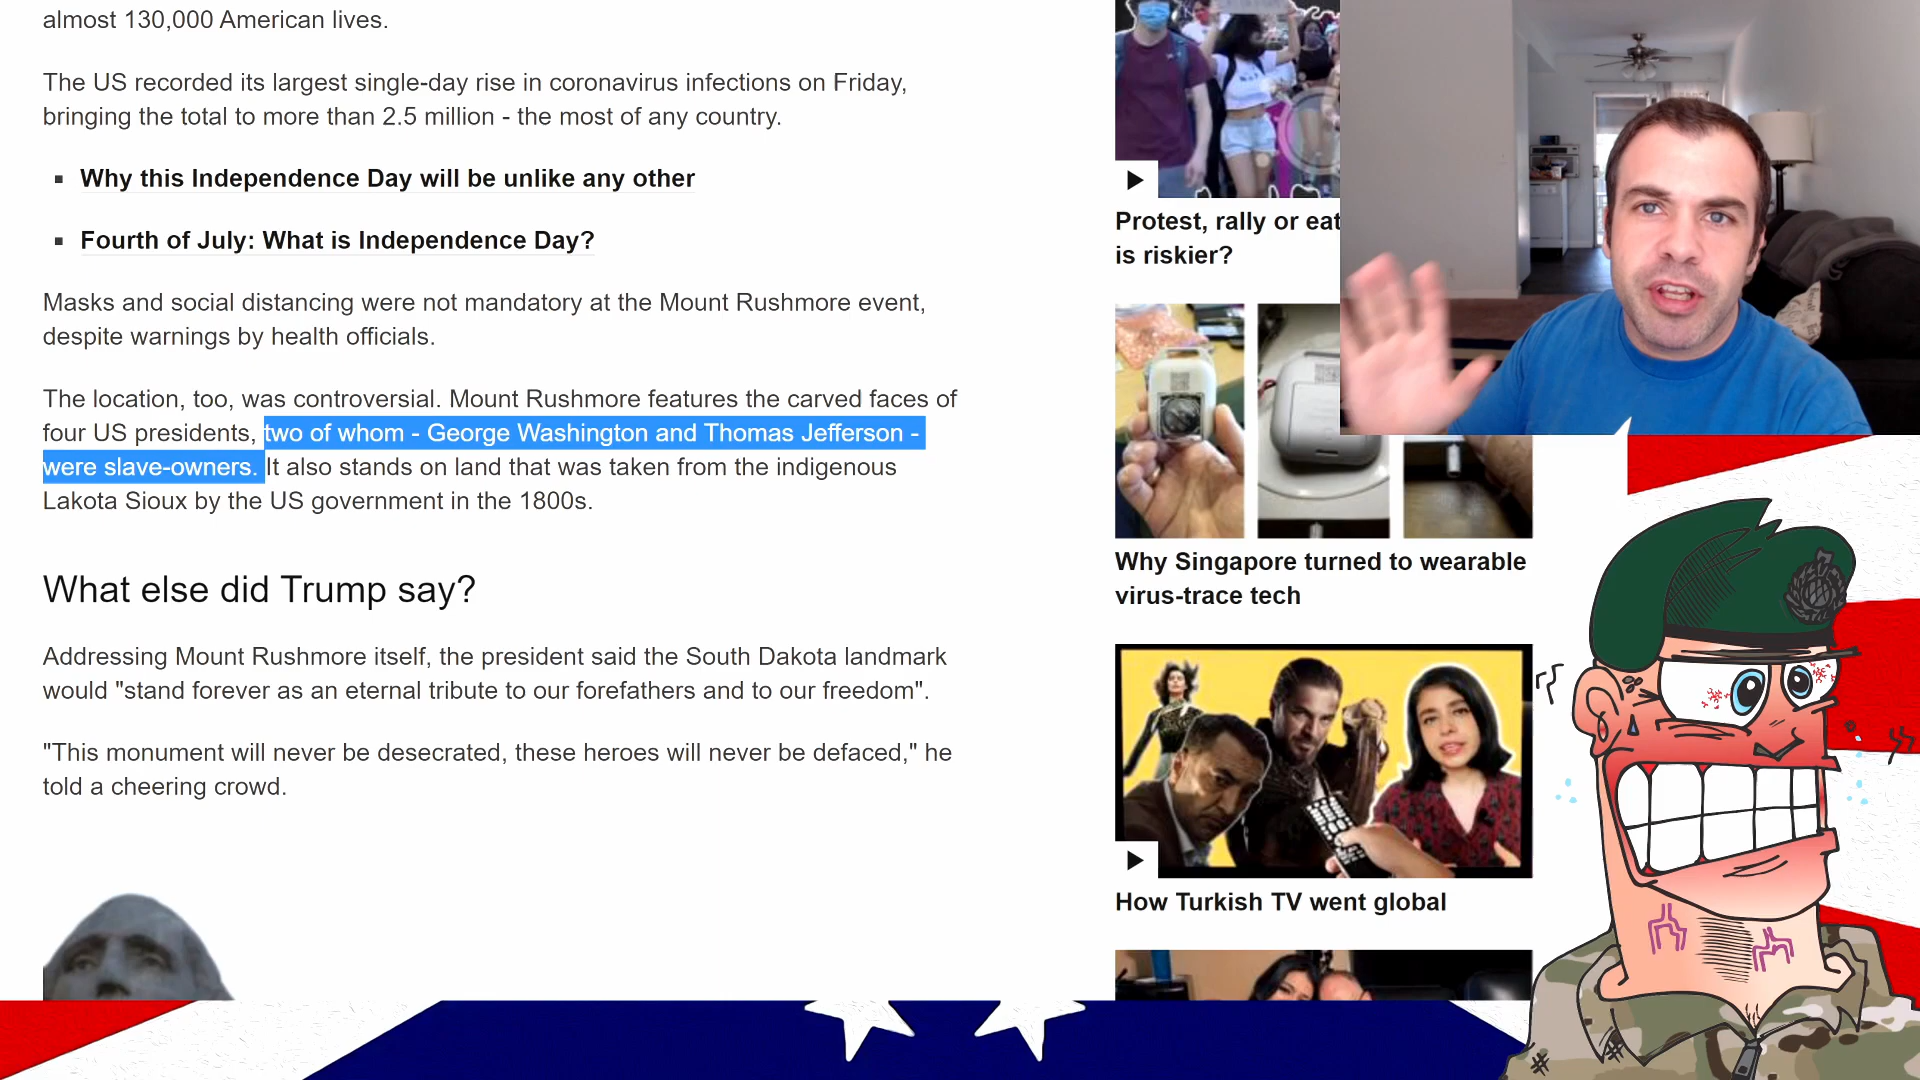 almost 130,000 American lives.
The US recorded its largest single-day rise in coronavirus infections on Friday,
bringing the total to more than 2.5 million - the most of any country.
Why this Independence Day will be unlike any other
Fourth of July: What is Independence Day?
Masks and social distancing were not mandatory at the Mount Rushmore event,
despite warnings by health officials.
The location, too, was controversial. Mount Rushmore features the carved faces of
four US presidents, two of whom - George Washington and Thomas Jefferson -
were slave-owners. It also stands on land that was taken from the indigenous
Lakota Sioux by the US government in the 1800s.
What else did Trump say?
Addressing Mount Rushmore itself, the president said the South Dakota landmark
would "stand forever as an eternal tribute to our forefathers and to our freedom".
"This monument will never be desecrated, these heroes will never be defaced," he
told a cheering crowd.
Protest, rally or eat
is riskier?
Why Singapore turned to wearable
virus-trace tech
How Turkish TV went global